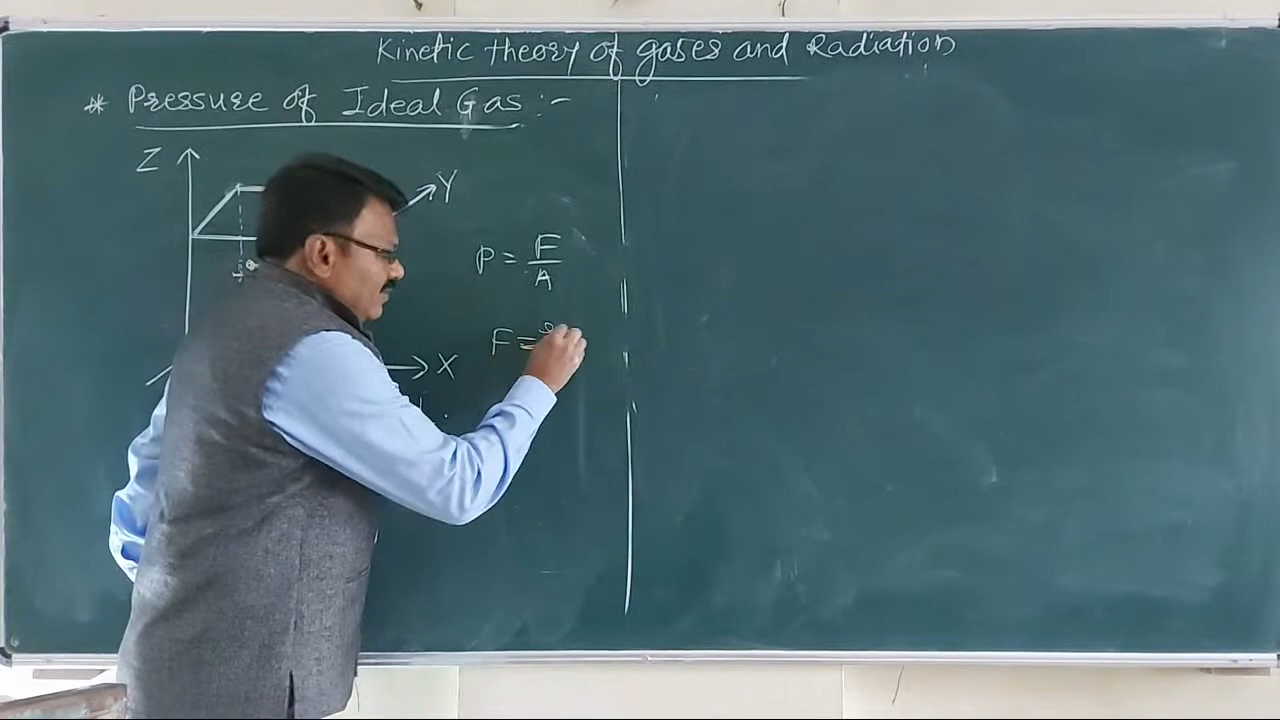 Kinetic theory of gases and Radiation
* Pressure of Ideal Gas :-
Z
Y
P = F/A
F =
X